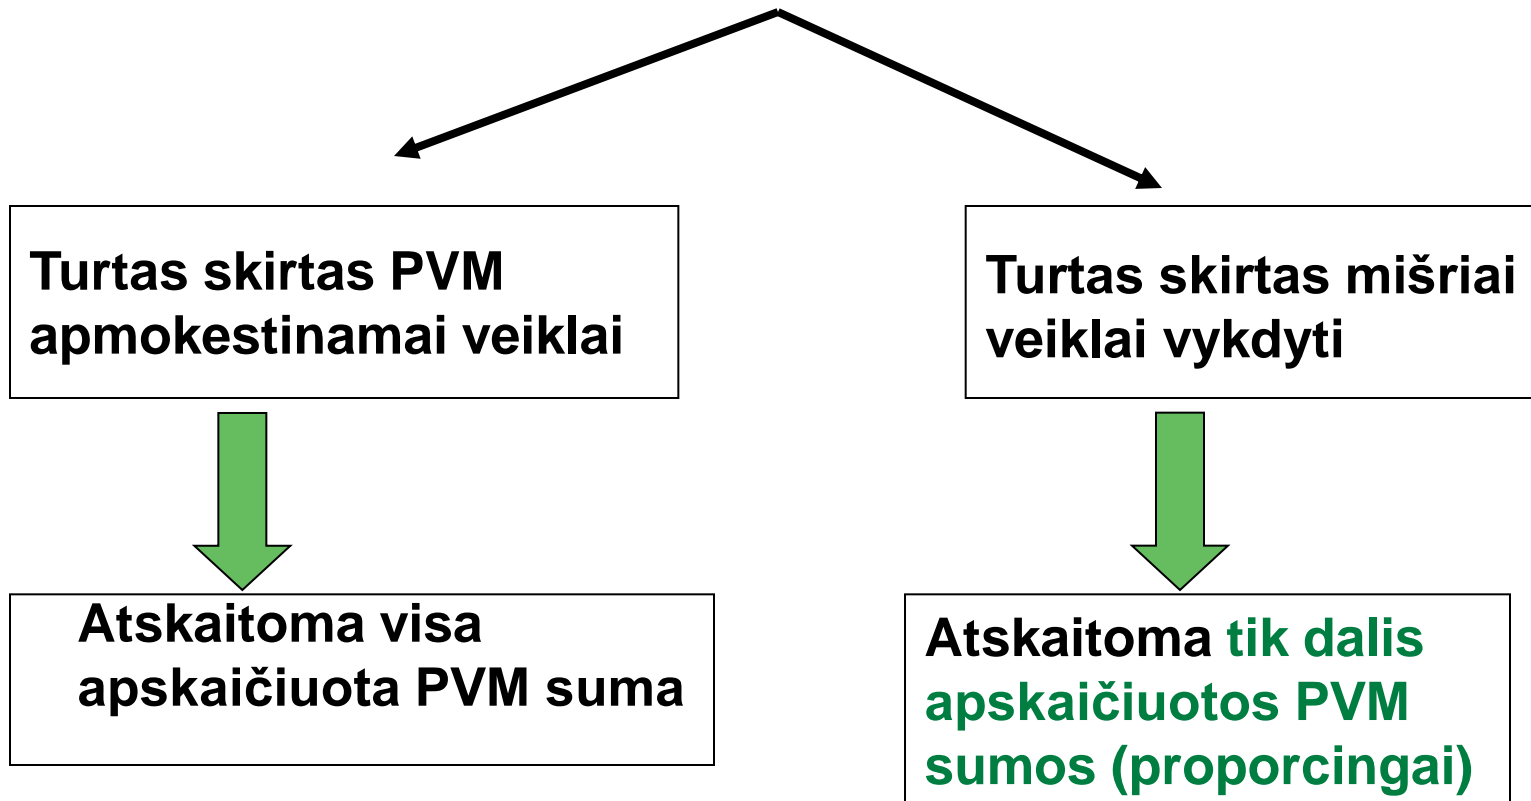 Turtas skirtas PVM
apmokestinamai veiklai
Turtas skirtas mišriai
veiklai vykdyti
Atskaitoma visa
apskaičiuota PVM suma
Atskaitoma tik dalis
apskaičiuotos PVM
sumos (proporcingai)